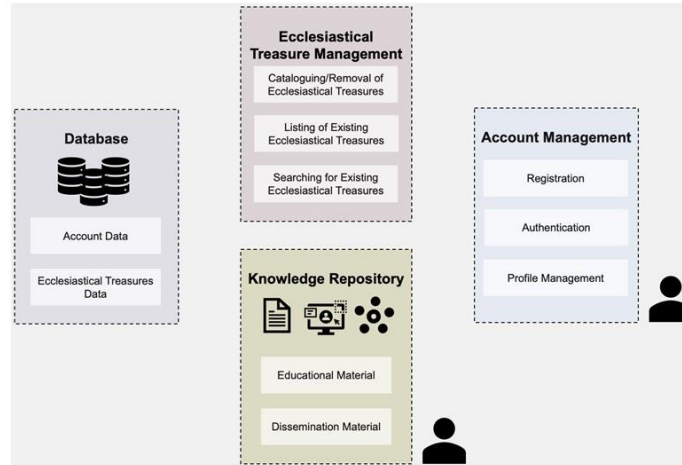 Ecclesiastical
Treasure Management
Cataloguing/Removal of
Ecclesiastical Treasures
Listing of Existing
Ecclesiastical Treasures
Searching for Existing
Ecclesiastical Treasures
Database
Account Data
Ecclesiastical Treasures
Data
Account Management
Registration
Authentication
Profile Management
Knowledge Repository
Educational Material
Dissemination Material